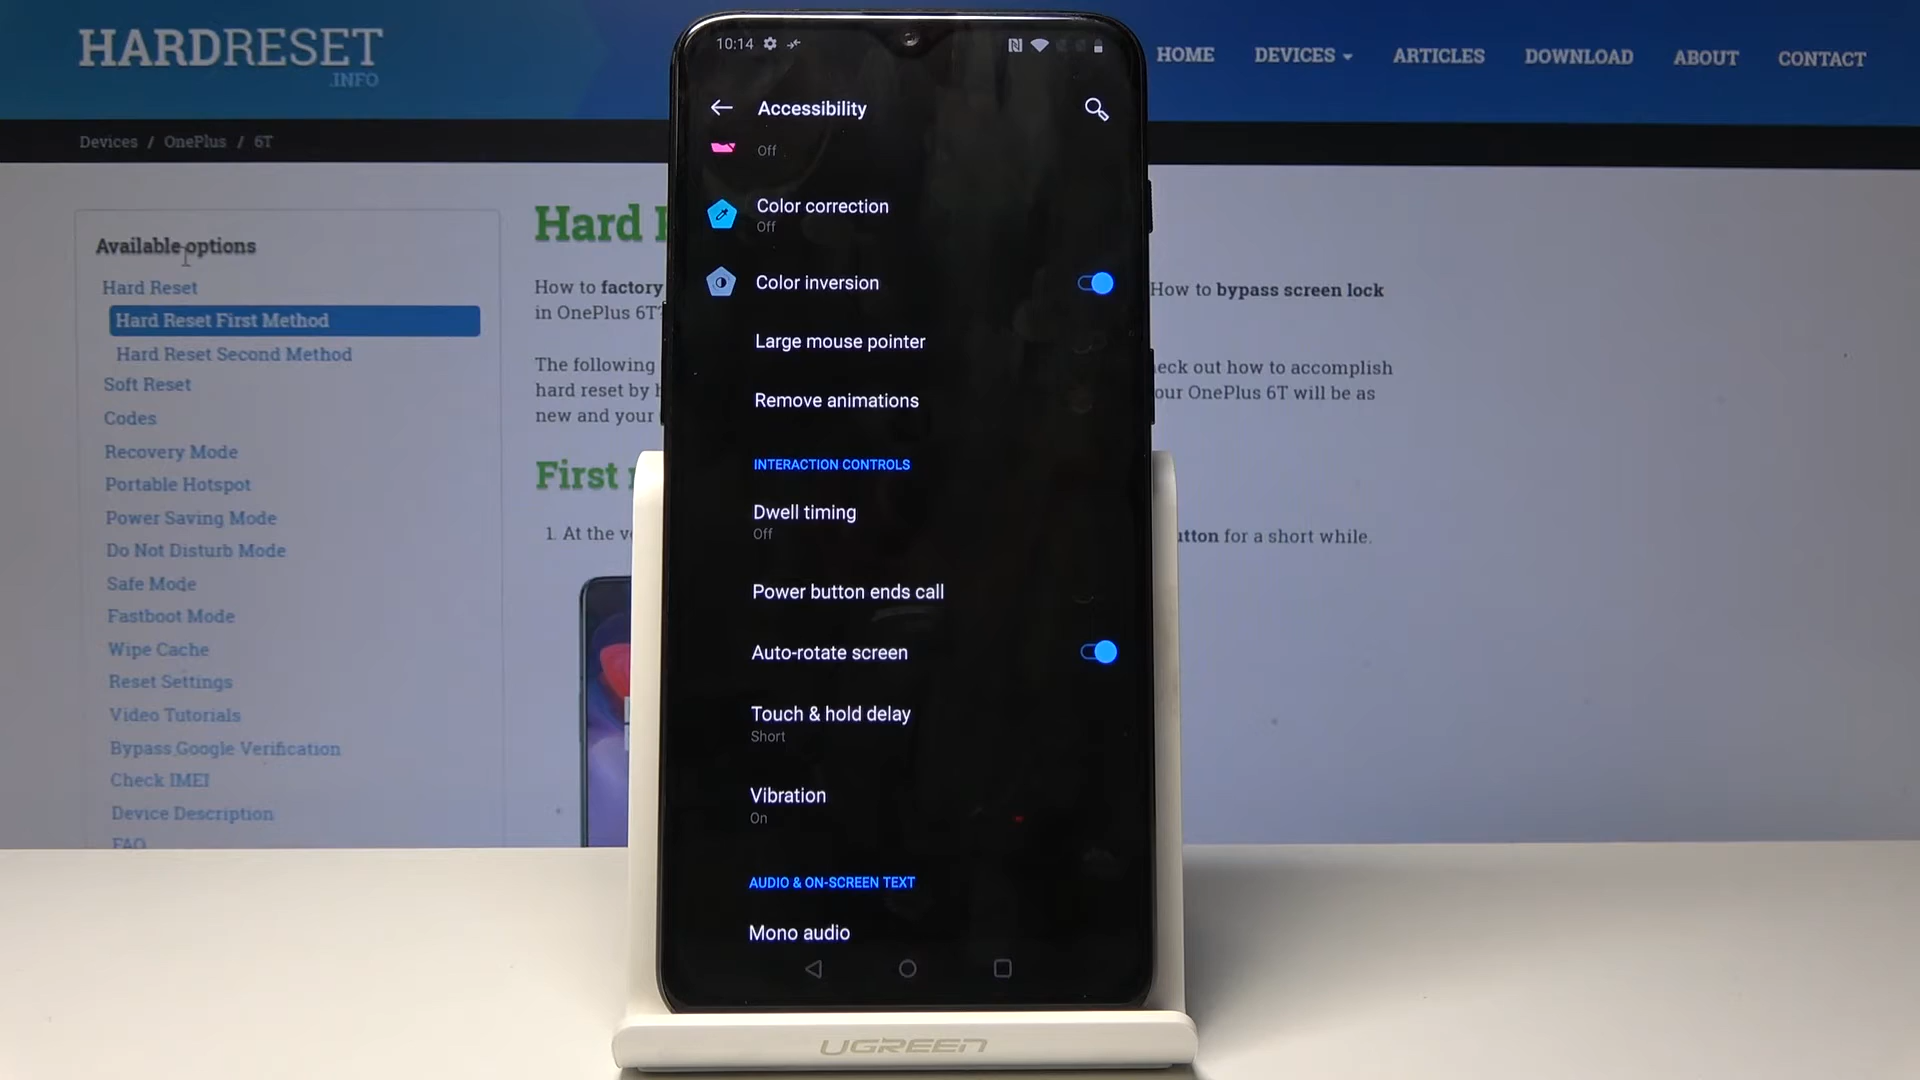 HARDRESET
.INFO
HOME DEVICES ARTICLES DOWNLOAD ABOUT CONTACT
Devices / OnePlus / 6T
Available options
Hard Reset
Hard Reset First Method
Hard Reset Second Method
Soft Reset
Codes
Recovery Mode
Portable Hotspot
Power Saving Mode
Do Not Disturb Mode
Safe Mode
Fastboot Mode
Wipe Cache
Reset Settings
Video Tutorials
Bypass Google Verification
Check IMEI
Device Description
FAQ
Hard
How to factory
How to bypass screen lock
in OnePlus 6T?
The following
eck out how to accomplish
hard reset by
our OnePlus 6T will be as
new and your
First
1. At the
utton for a short while.
10:14
Accessibility
Off
Color correction
Off
Color inversion
Large mouse pointer
Remove animations
INTERACTION CONTROLS
Dwell timing
Off
Power button ends call
Auto-rotate screen
Touch & hold delay
Short
Vibration
On
AUDIO & ON-SCREEN TEXT
Mono audio
UGREEN